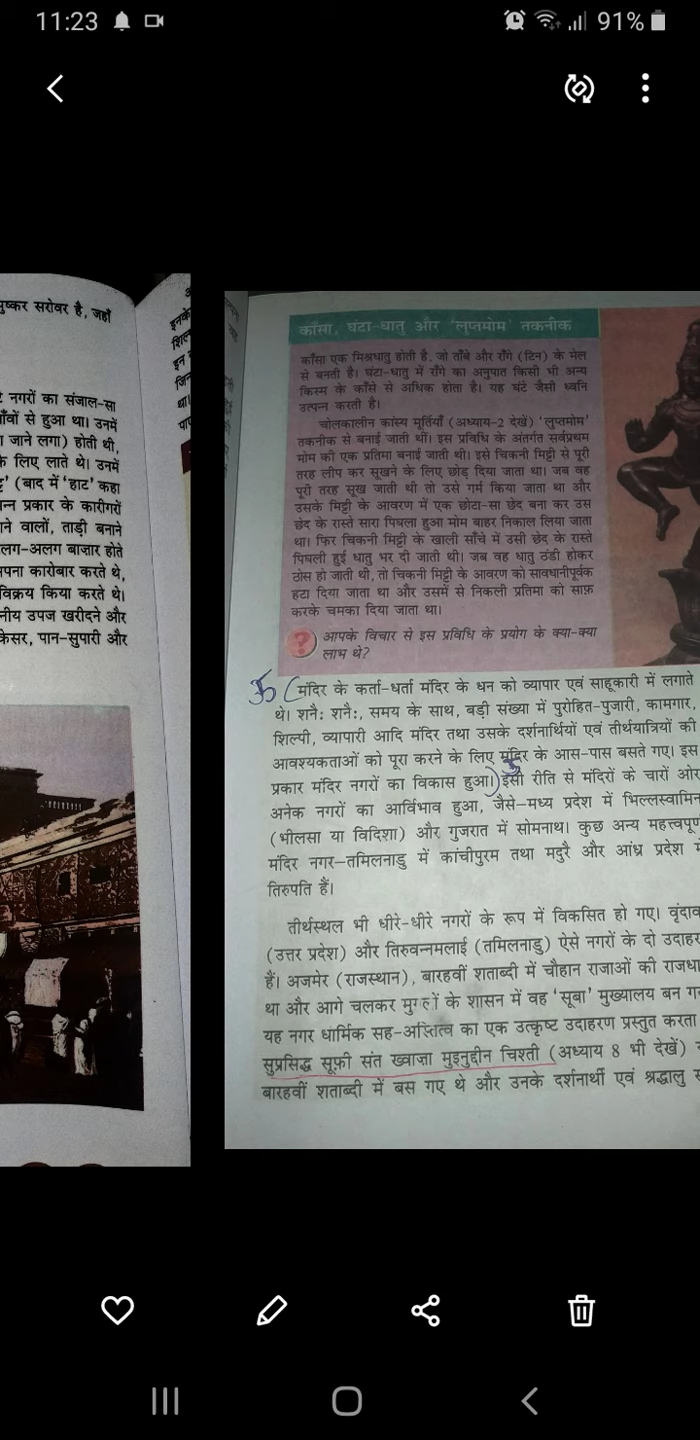 11:23
91%
पुष्कर सरोवर है, जहाँ
नगरों का संजाल-सा
गाँवों से हुआ था। उनमें
जाने लगा) होती थी,
के लिए लाते थे। उनमें
(बाद में 'हाट' कहा
प्रकार के कारीगरों
वालों, ताड़ी बनाने
अलग-अलग बाजार होते
अपना कारोबार करते थे,
विक्रय किया करते थे।
उपज खरीदने और
केसर, पान-सुपारी और
इनके
शिल
इन
जिन
था।
काँसा, घंटा-धातु और 'लुप्तमोम' तकनीक
काँसा एक मिश्रधातु होती है, जो ताँबे और राँगे (टिन) के मेल
से बनती है। घंटा-धातु में राँगे का अनुपात किसी भी अन्य
किस्म के काँसे से अधिक होता है। यह घंटे जैसी ध्वनि
उत्पन्न करती है।
चोलकालीन कांस्य मूर्तियाँ (अध्याय-2 देखें) 'लुप्तमोम'
तकनीक से बनाई जाती थीं। इस प्रविधि के अंतर्गत सर्वप्रथम
मोम की एक प्रतिमा बनाई जाती थी। इसे चिकनी मिट्टी से पूरी
तरह लीप कर सूखने के लिए छोड़ दिया जाता था। जब वह
पूरी तरह सूख जाती थी तो उसे गर्म किया जाता था और
उसके मिट्टी के आवरण में एक छोटा-सा छेद बना कर उस
छेद के रास्ते सारा पिघला हुआ मोम बाहर निकाल लिया जाता
था। फिर चिकनी मिट्टी के खाली साँचे में उसी छेद के रास्ते
पिघली हुई धातु भर दी जाती थी। जब वह धातु ठंडी होकर
ठोस हो जाती थी, तो चिकनी मिट्टी के आवरण को सावधानीपूर्वक
हटा दिया जाता था और उसमें से निकली प्रतिमा को साफ़
करके चमका दिया जाता था।
? आपके विचार से इस प्रविधि के प्रयोग के क्या-क्या
लाभ थे?
(मंदिर के कर्ता-धर्ता मंदिर के धन को व्यापार एवं साहूकारी में लगाते
थे। शनै: शनै:, समय के साथ, बड़ी संख्या में पुरोहित-पुजारी, कामगार,
शिल्पी, व्यापारी आदि मंदिर तथा उसके दर्शनार्थियों एवं तीर्थयात्रियों की
आवश्यकताओं को पूरा करने के लिए मंदिर के आस-पास बसते गए। इस
प्रकार मंदिर नगरों का विकास हुआ।) इसी रीति से मंदिरों के चारों ओर
अनेक नगरों का आविंभाव हुआ, जैसे-मध्य प्रदेश में भिल्लस्वामिन
(भीलसा या विदिशा) और गुजरात में सोमनाथ। कुछ अन्य महत्त्वपूर्ण
मंदिर नगर–तमिलनाडु में कांचीपुरम तथा मदुरै और आंध्र प्रदेश में
तिरुपति हैं।
तीर्थस्थल भी धीरे-धीरे नगरों के रूप में विकसित हो गए। वृंदाव
(उत्तर प्रदेश) और तिरुवन्नमलाई (तमिलनाडु) ऐसे नगरों के दो उदाहर
हैं। अजमेर (राजस्थान), बारहवीं शताब्दी में चौहान राजाओं की राजधा
था और आगे चलकर मुगलों के शासन में वह 'सूबा' मुख्यालय बन ग
यह नगर धार्मिक सह-अस्तित्व का एक उत्कृष्ट उदाहरण प्रस्तुत करता
सुप्रसिद्ध सूफ़ी संत ख्वाजा मुइनुद्दीन चिश्ती (अध्याय 8 भी देखें)
बारहवीं शताब्दी में बस गए थे और उनके दर्शनार्थी एवं श्रद्धालु स